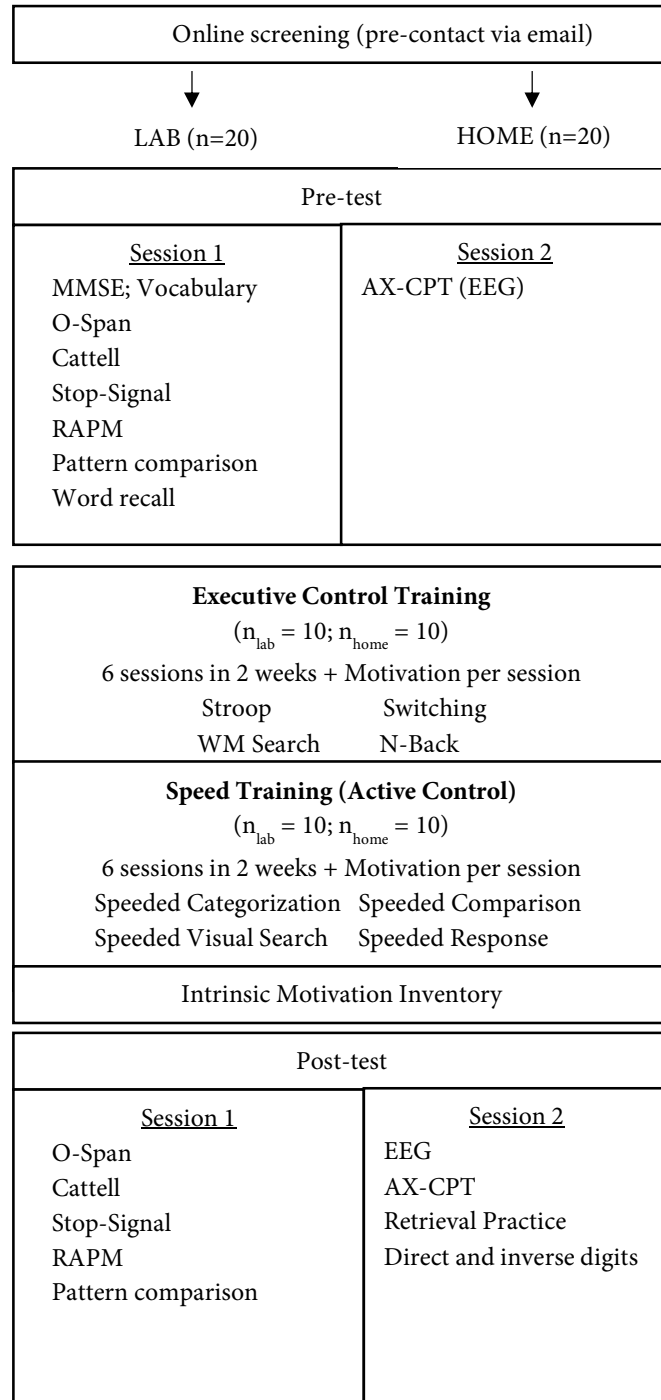 Online screening (pre-contact via email)
LAB (n=20)
HOME (n=20)
Pre-test
Session 1
MMSE; Vocabulary
O-Span
Cattell
Stop-Signal
RAPM
Pattern comparison
Word recall
Session 2
AX-CPT (EEG)
Executive Control Training
(n_lab = 10; n_home = 10)
6 sessions in 2 weeks + Motivation per session
Stroop Switching
WM Search N-Back
Speed Training (Active Control)
(n_lab = 10; n_home = 10)
6 sessions in 2 weeks + Motivation per session
Speeded Categorization Speeded Comparison
Speeded Visual Search Speeded Response
Intrinsic Motivation Inventory
Post-test
Session 1
O-Span
Cattell
Stop-Signal
RAPM
Pattern comparison
Session 2
EEG
AX-CPT
Retrieval Practice
Direct and inverse digits